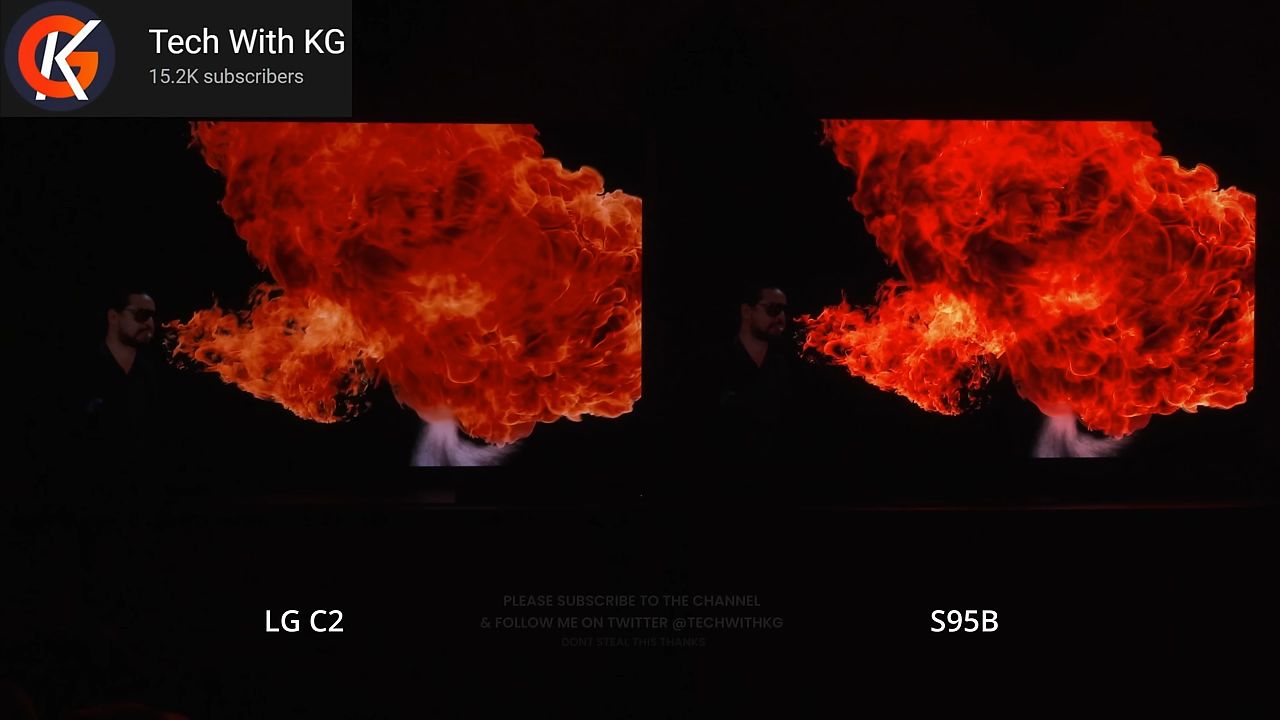 Tech With KG
15.2K subscribers
PLEASE SUBSCRIBE TO THE CHANNEL
& FOLLOW ME ON TWITTER @TECHWITHKG
DONT STEAL THIS THANKS
LG C2
S95B